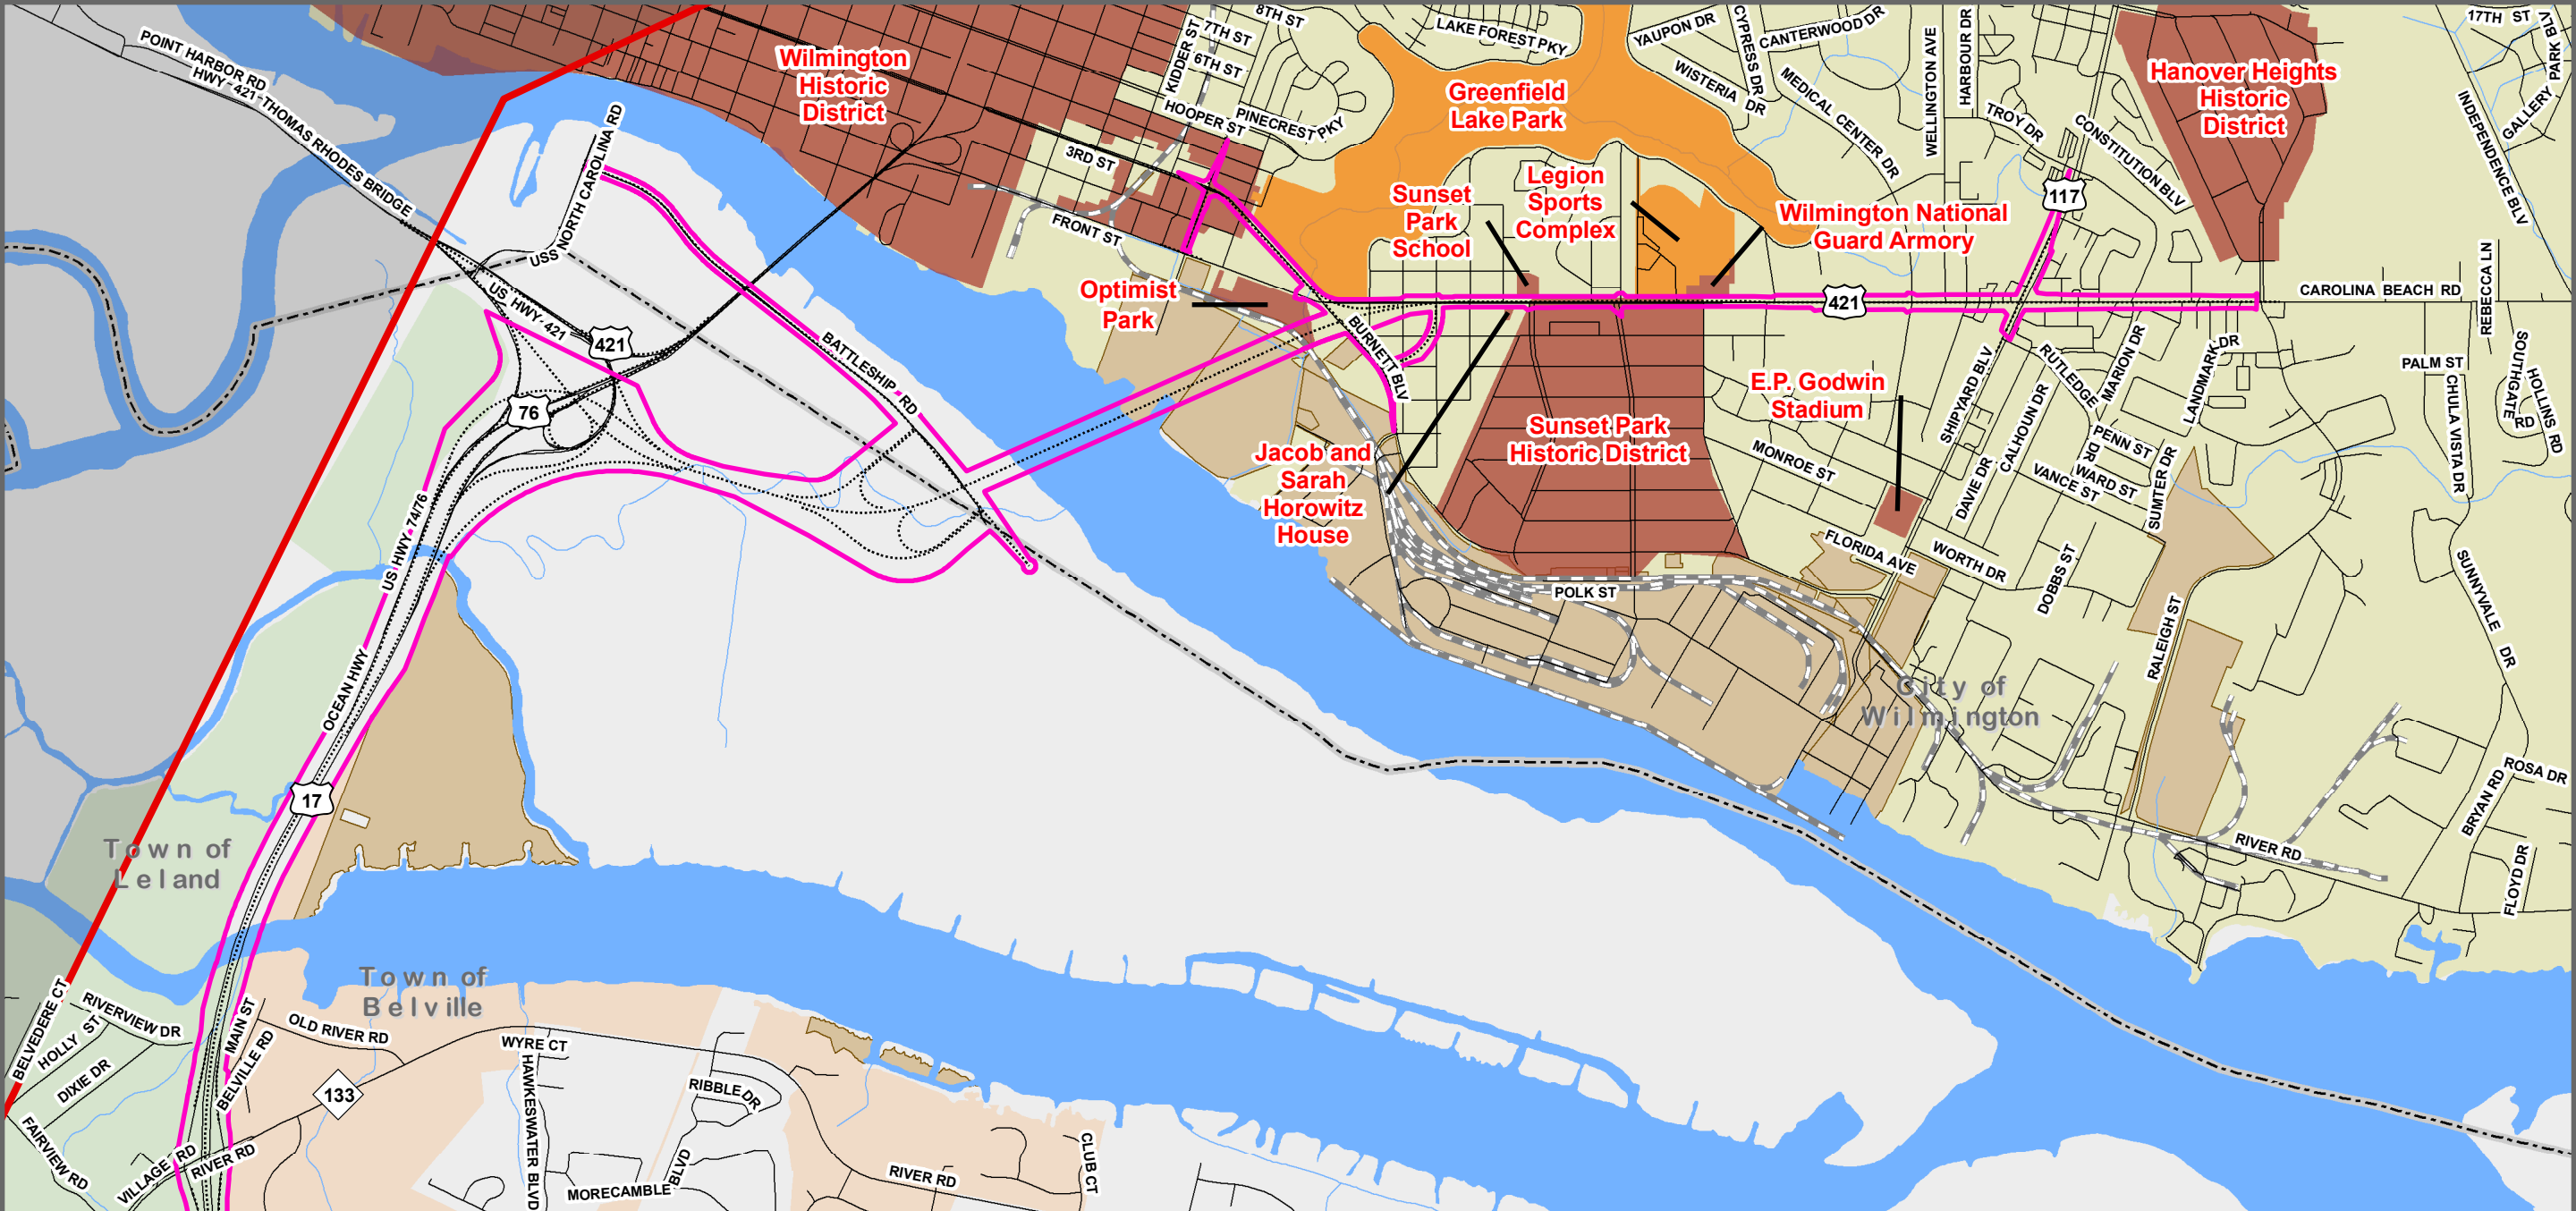 POINT HARBOR RD
HWY - 421 - THOMAS RHODES BRIDGE
Wilmington
Historic
District
KIDDER ST
8TH ST
7TH ST
6TH ST
HOOPER ST
PINECREST PKY
3RD ST
FRONT ST
LAKE FOREST PKY
Greenfield
Lake Park
YAUPON DR
CYPRESS DR
CANTERWOOD DR
WISTERIA DR
MEDICAL CENTER DR
WELLINGTON AVE
HARBOUR DR
TROY DR
CONSTITUTION BLV
Hanover Heights
Historic
District
17TH ST
PARK BLV
GALLERY
INDEPENDENCE BLV
USS NORTH CAROLINA RD
US HWY 421
421
76
BATTLESHIP RD
Optimist
Park
Sunset
Park
School
Legion
Sports
Complex
Wilmington National
Guard Armory
117
421
CAROLINA BEACH RD
REBECCA LN
BURNETT BLV
Jacob and
Sarah
Horowitz
House
Sunset Park
Historic District
E.P. Godwin
Stadium
MONROE ST
SHIPYARD BLV
DAVIE DR
CALHOUN DR
RUTLEDGE
DR
MARION DR
LANDMARK DR
PENN ST
WARD ST
VANCE ST
SUMTER DR
PALM ST
CHULA VISTA DR
SOUTHGATE
RD
HOLLINS RD
FLORIDA AVE
WORTH DR
DOBBS ST
RALEIGH ST
SUNNYVALE DR
POLK ST
City of
Wilmington
US HWY 74/76
OCEAN HWY
17
Town of
Leland
Town of
Belville
ROSA DR
BRYAN RD
FLOYD DR
RIVER RD
BELVEDERE CT
RIVERVIEW DR
HOLLY ST
DIXIE DR
FAIRVIEW RD
VILLAGE RD
RIVER RD
MAIN ST
BELVILLE RD
OLD RIVER RD
133
WYRE CT
HAWKESWATER BLVD
RIBBLE DR
MORECAMBLE BLVD
RIVER RD
CLUB CT